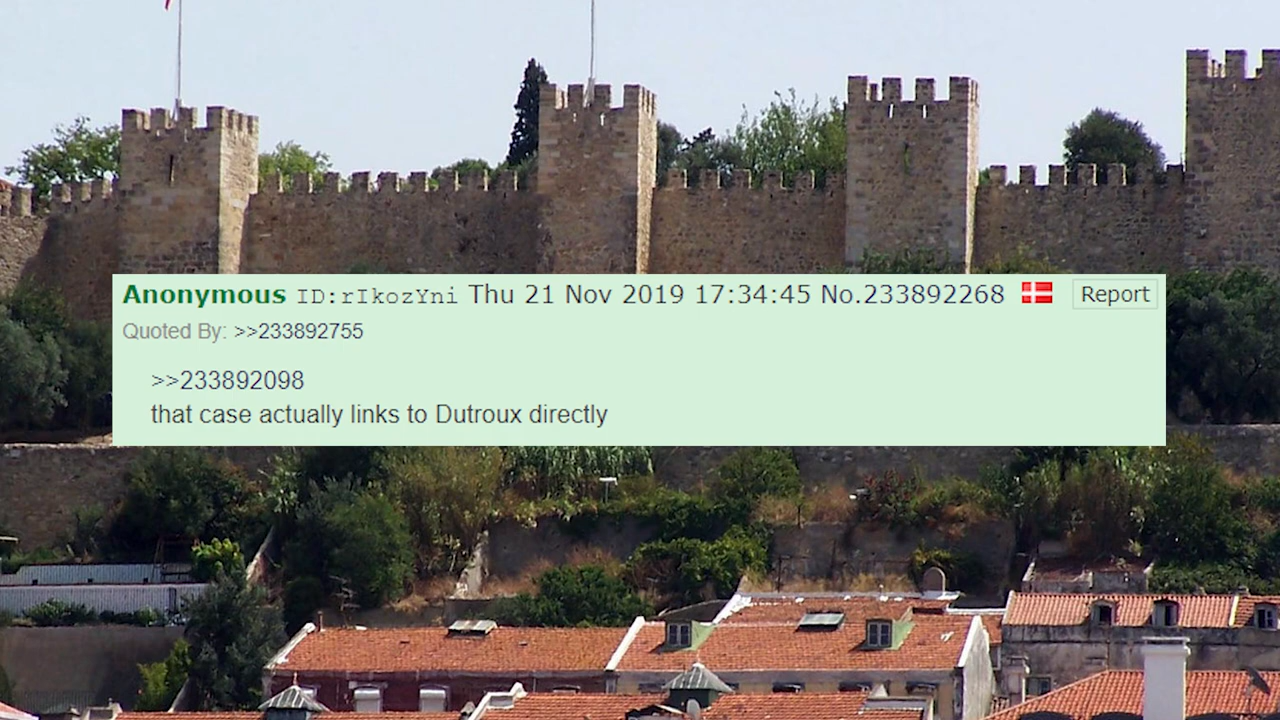 Anonymous ID:rIkozYni Thu 21 Nov 2019 17:34:45 No.233892268 Report
Quoted By: >>233892755
>>233892098
that case actually links to Dutroux directly